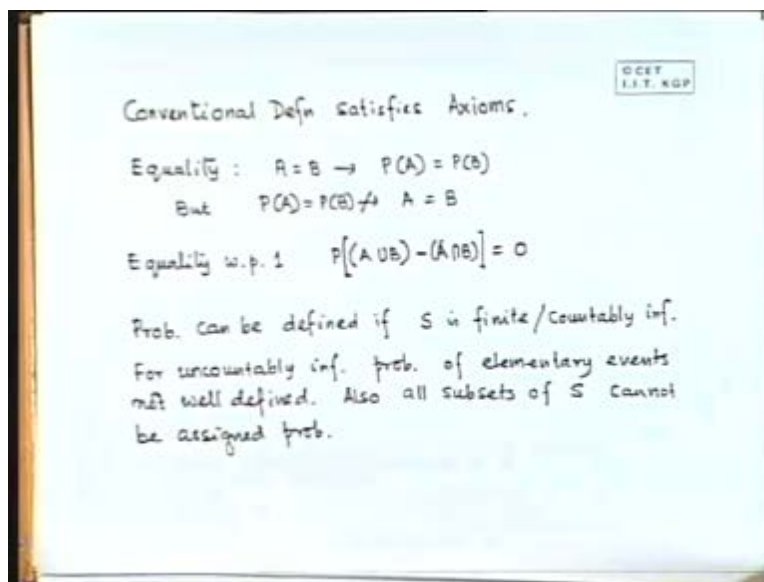 © CET
I.I.T. KGP
Conventional Defn satisfies Axioms.
Equality : A = B → P(A) = P(B)
But P(A) = P(B) ↛ A = B
Equality w.p. 1 P[(A ∪ B) - (A ∩ B)] = 0
Prob. can be defined if S is finite/countably inf.
For uncountably inf. prob. of elementary events
not well defined. Also all subsets of S cannot
be assigned prob.